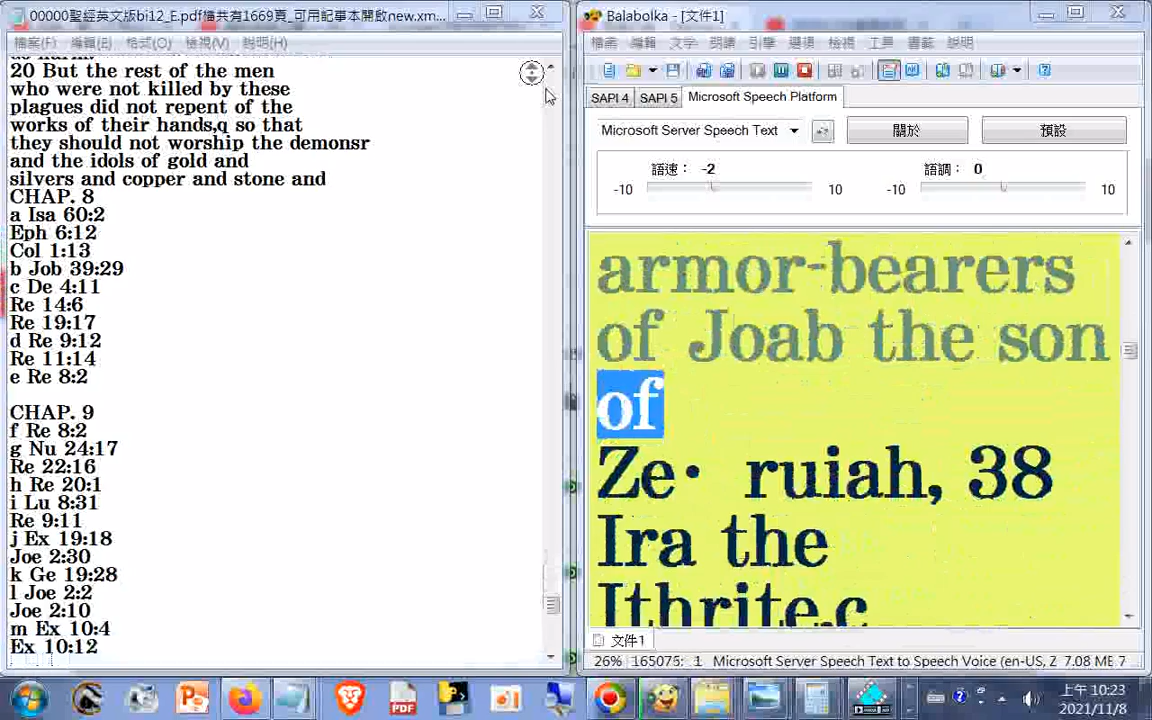 00000聖經英文版bi12_E.pdf檔共有1669頁_可用記事本開啟new.xm...
檔案(F) 編輯(E) 格式(O) 檢視(V) 說明(H)
20 But the rest of the men
who were not killed by these
plagues did not repent of the
works of their hands,q so that
they should not worship the demonsr
and the idols of gold and
silvers and copper and stone and
CHAP. 8
a Isa 60:2
Eph 6:12
Col 1:13
b Job 39:29
c De 4:11
Re 14:6
Re 19:17
d Re 9:12
Re 11:14
e Re 8:2
CHAP. 9
f Re 8:2
g Nu 24:17
Re 22:16
h Re 20:1
i Lu 8:31
Re 9:11
j Ex 19:18
Joe 2:30
k Ge 19:28
l Joe 2:2
Joe 2:10
m Ex 10:4
Ex 10:12
Balabolka - [文件1]
檔案 編輯 文字 朗讀 引擎 選項 檢視 工具 書籤 說明
SAPI 4 SAPI 5 Microsoft Speech Platform
Microsoft Server Speech Text 關於 預設
語速： -2 語調： 0
-10 10 -10 10
armor-bearers
of Joab the son
of
Ze· ruiah, 38
Ira the
Ithrite,c
文件1
26% 165075: 1 Microsoft Server Speech Text to Speech Voice (en-US, Z 7.08 ME 7
上午 10:23
2021/11/8